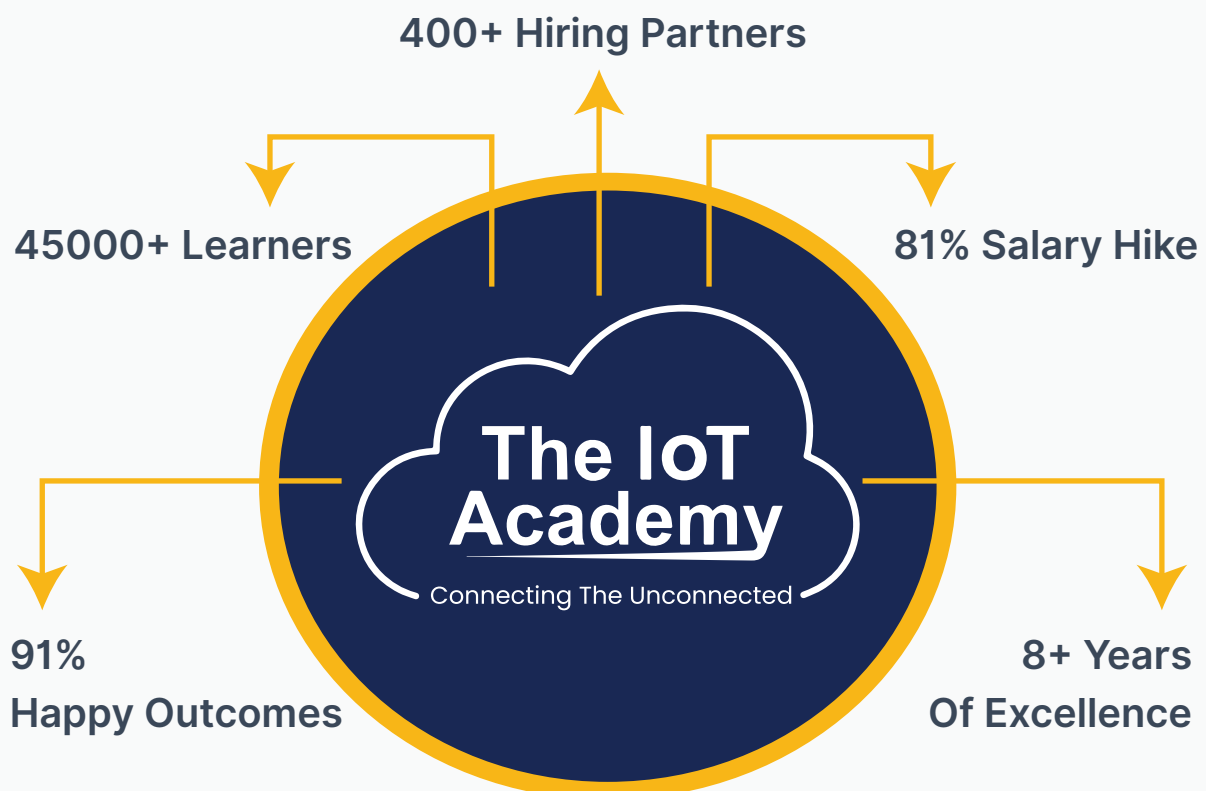 400+ Hiring Partners
45000+ Learners
81% Salary Hike
The IoT
Academy
Connecting The Unconnected
91%
Happy Outcomes
8+ Years
Of Excellence